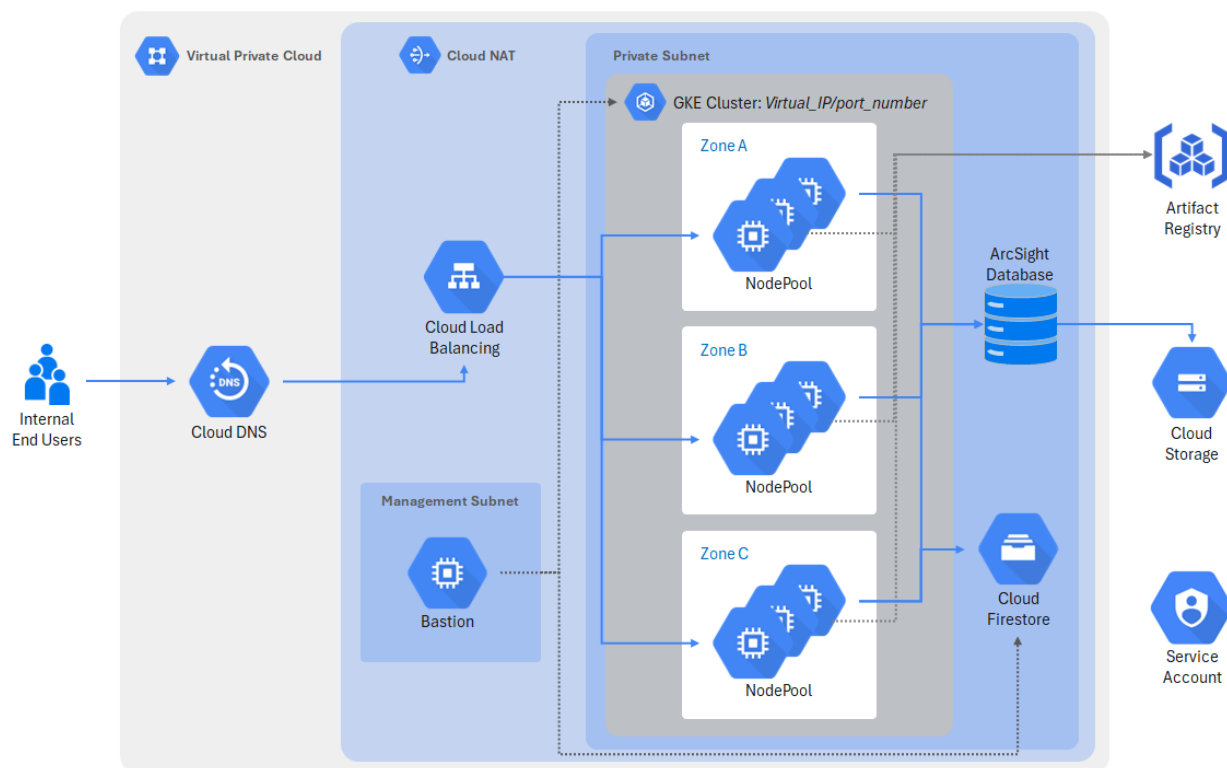 Virtual Private Cloud
Cloud NAT
Private Subnet
GKE Cluster: Virtual_IP/port_number
Zone A
NodePool
Artifact
Registry
ArcSight
Database
Cloud Load
Balancing
Zone B
NodePool
Internal
End Users
DNS
Cloud DNS
Cloud
Storage
Management Subnet
Bastion
Zone C
NodePool
Cloud
Firestore
Service
Account